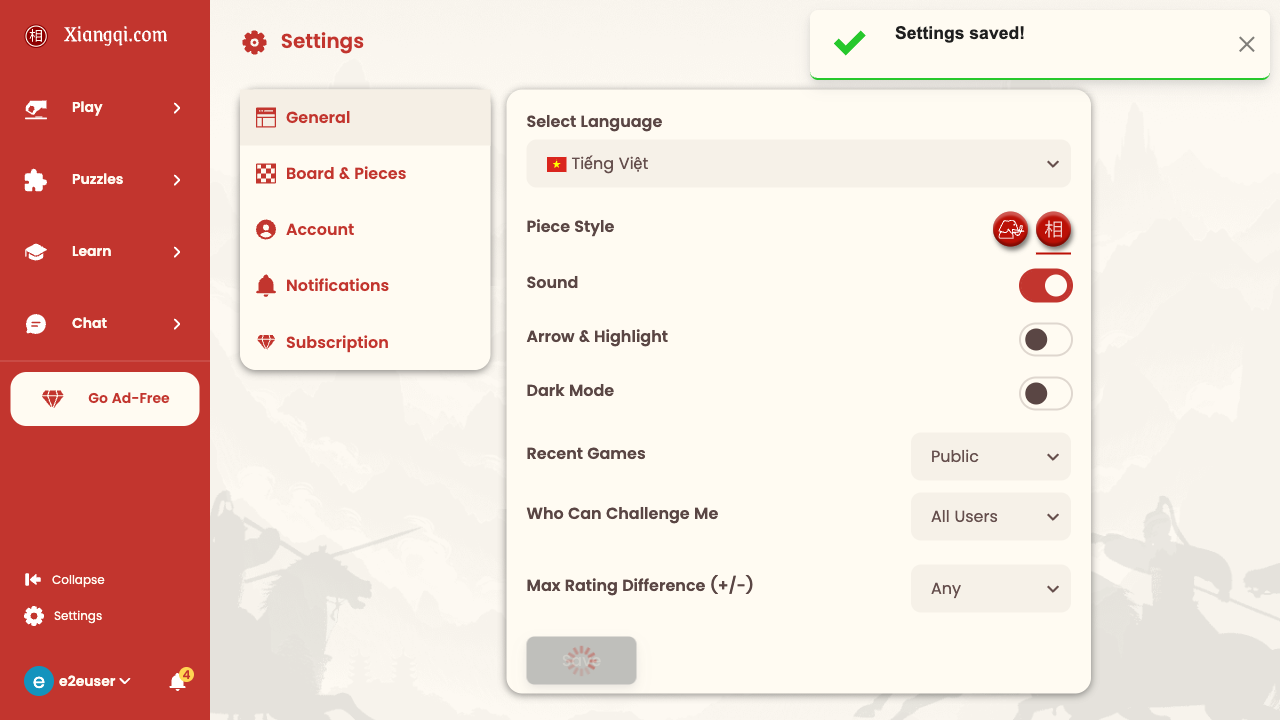 相 Xiangqi.com
Play
Puzzles
Learn
Chat
Go Ad-Free
Collapse
Settings
e e2euser
4
Settings
General
Board & Pieces
Account
Notifications
Subscription
Settings saved!
Select Language
Tiếng Việt
Piece Style
相
Sound
Arrow & Highlight
Dark Mode
Recent Games
Public
Who Can Challenge Me
All Users
Max Rating Difference (+/-)
Any
Save